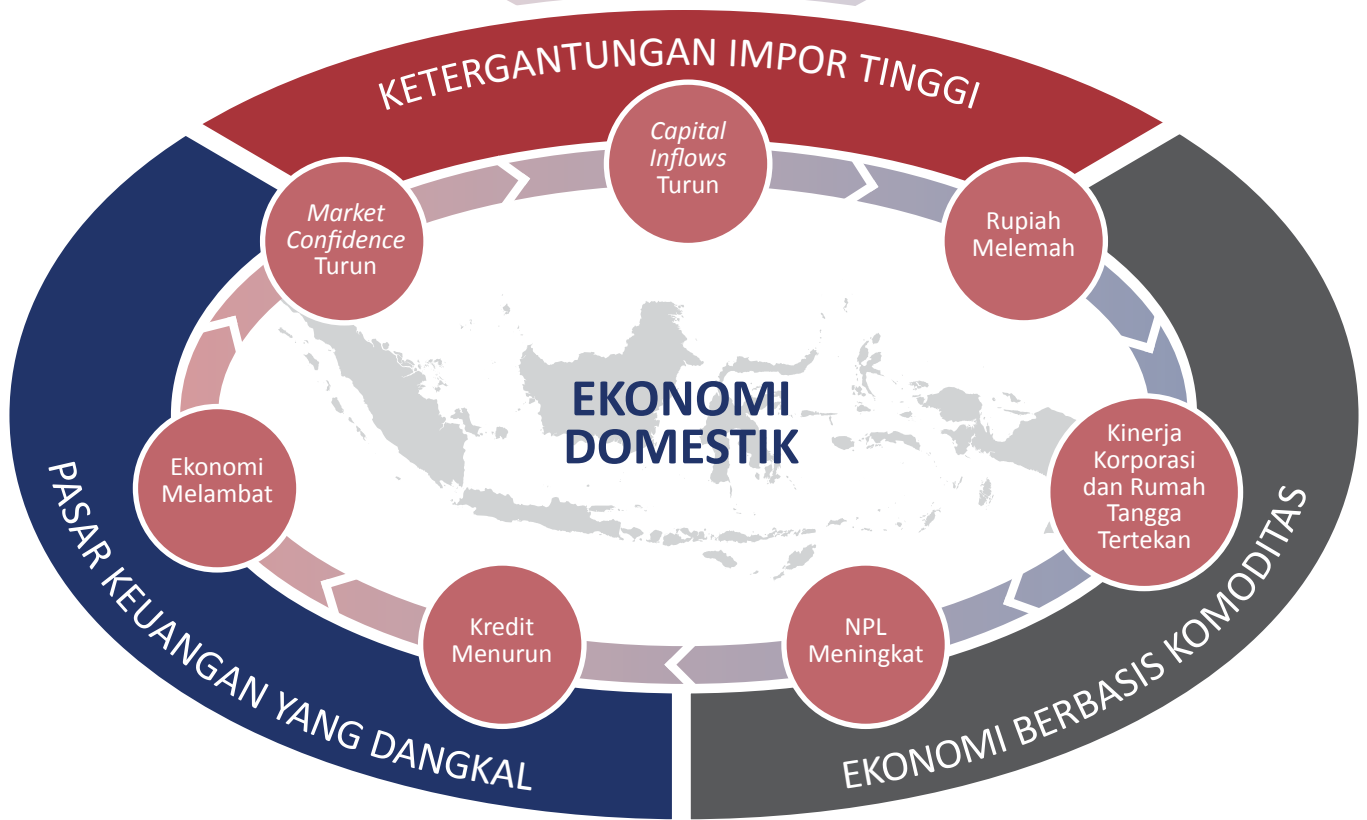 KETERGANTUNGAN IMPOR TINGGI
Capital
Inflows
Turun
Market
Confidence
Turun
Rupiah
Melemah
EKONOMI
DOMESTIK
Kinerja
Korporasi
dan Rumah
Tangga
Tertekan
Ekonomi
Melambat
NPL
Meningkat
Kredit
Menurun
PASAR KEUANGAN YANG DANGKAL
EKONOMI BERBASIS KOMODITAS